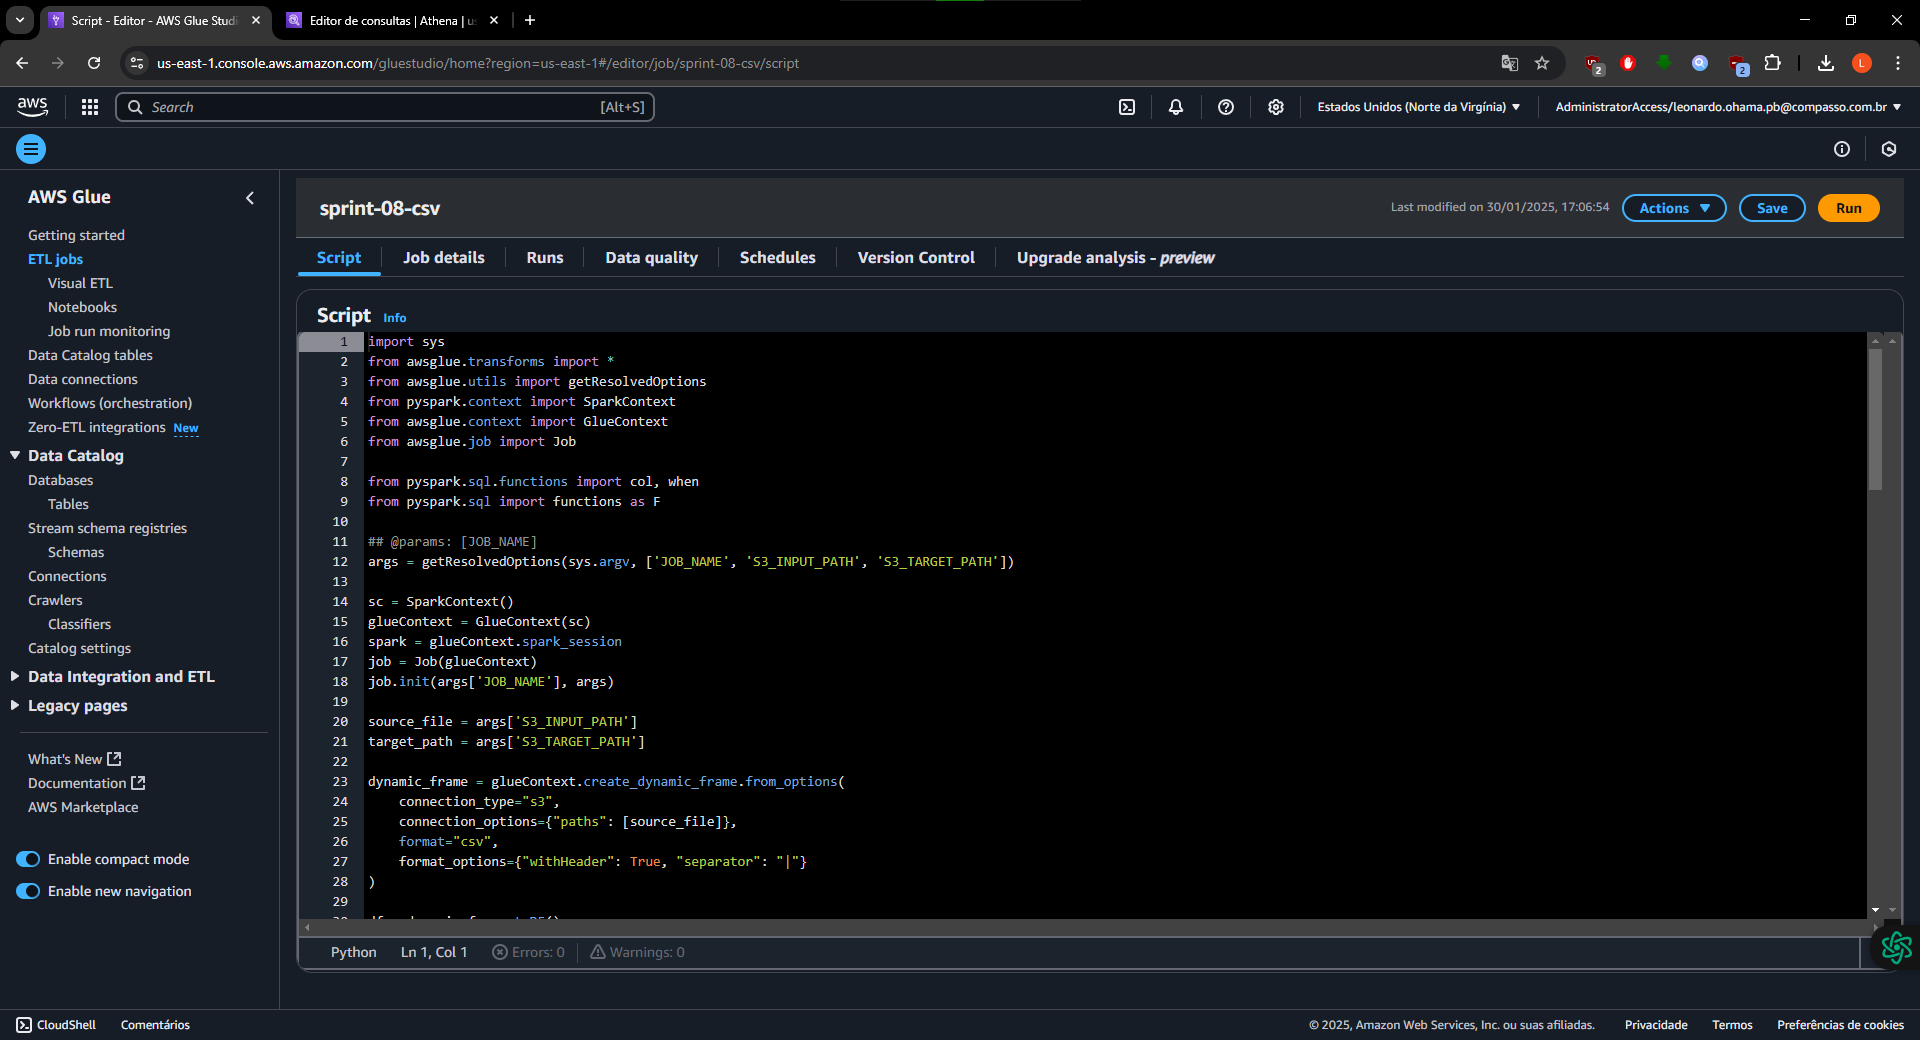 Script - Editor - AWS Glue Studi
Editor de consultas | Athena | us
us-east-1.console.aws.amazon.com/gluestudio/home?region=us-east-1#/editor/job/sprint-08-csv/script
2
2
L
aws
Search
[Alt+S]
Estados Unidos (Norte da Virgínia)
AdministratorAccess/leonardo.ohama.pb@compasso.com.br
AWS Glue
Getting started
ETL jobs
Visual ETL
Notebooks
Job run monitoring
Data Catalog tables
Data connections
Workflows (orchestration)
Zero-ETL integrations New
Data Catalog
Databases
Tables
Stream schema registries
Schemas
Connections
Crawlers
Classifiers
Catalog settings
Data Integration and ETL
Legacy pages
What's New
Documentation
AWS Marketplace
Enable compact mode
Enable new navigation
sprint-08-csv
Last modified on 30/01/2025, 17:06:54
Actions
Save
Run
Script
Job details
Runs
Data quality
Schedules
Version Control
Upgrade analysis - preview
Script Info
1 import sys
2 from awsglue.transforms import *
3 from awsglue.utils import getResolvedOptions
4 from pyspark.context import SparkContext
5 from awsglue.context import GlueContext
6 from awsglue.job import Job
7
8 from pyspark.sql.functions import col, when
9 from pyspark.sql import functions as F
10
11 ## @params: [JOB_NAME]
12 args = getResolvedOptions(sys.argv, ['JOB_NAME', 'S3_INPUT_PATH', 'S3_TARGET_PATH'])
13
14 sc = SparkContext()
15 glueContext = GlueContext(sc)
16 spark = glueContext.spark_session
17 job = Job(glueContext)
18 job.init(args['JOB_NAME'], args)
19
20 source_file = args['S3_INPUT_PATH']
21 target_path = args['S3_TARGET_PATH']
22
23 dynamic_frame = glueContext.create_dynamic_frame.from_options(
24     connection_type="s3",
25     connection_options={"paths": [source_file]},
26     format="csv",
27     format_options={"withHeader": True, "separator": "|"}
28 )
29
Python
Ln 1, Col 1
Errors: 0
Warnings: 0
CloudShell
Comentários
© 2025, Amazon Web Services, Inc. ou suas afiliadas.
Privacidade
Termos
Preferências de cookies